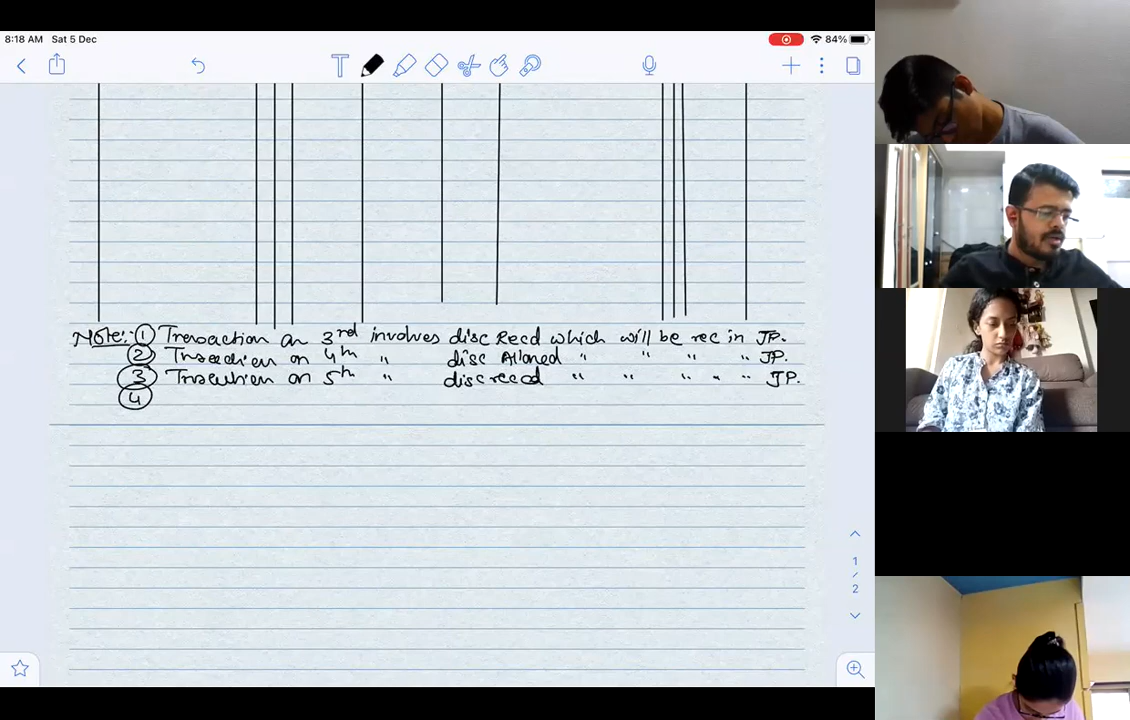 8:18 AM Sat 5 Dec
84%
Note:- ① Transaction on 3rd involves disc Recd which will be rec in JP.
② Transaction on 4th " disc Allowed " " " " JP.
③ Transaction on 5th " disc recd " " " " " JP.
④
1
/
2